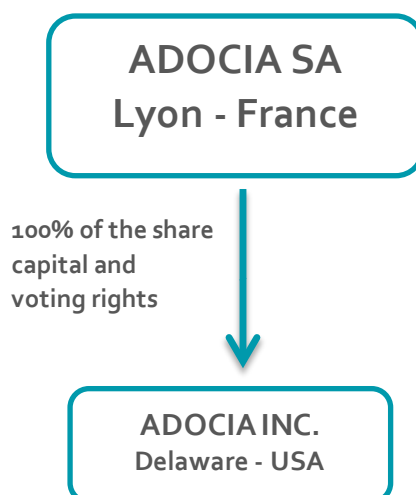 ADOCIA SA
Lyon - France
100% of the share
capital and
voting rights
ADOCIA INC.
Delaware - USA